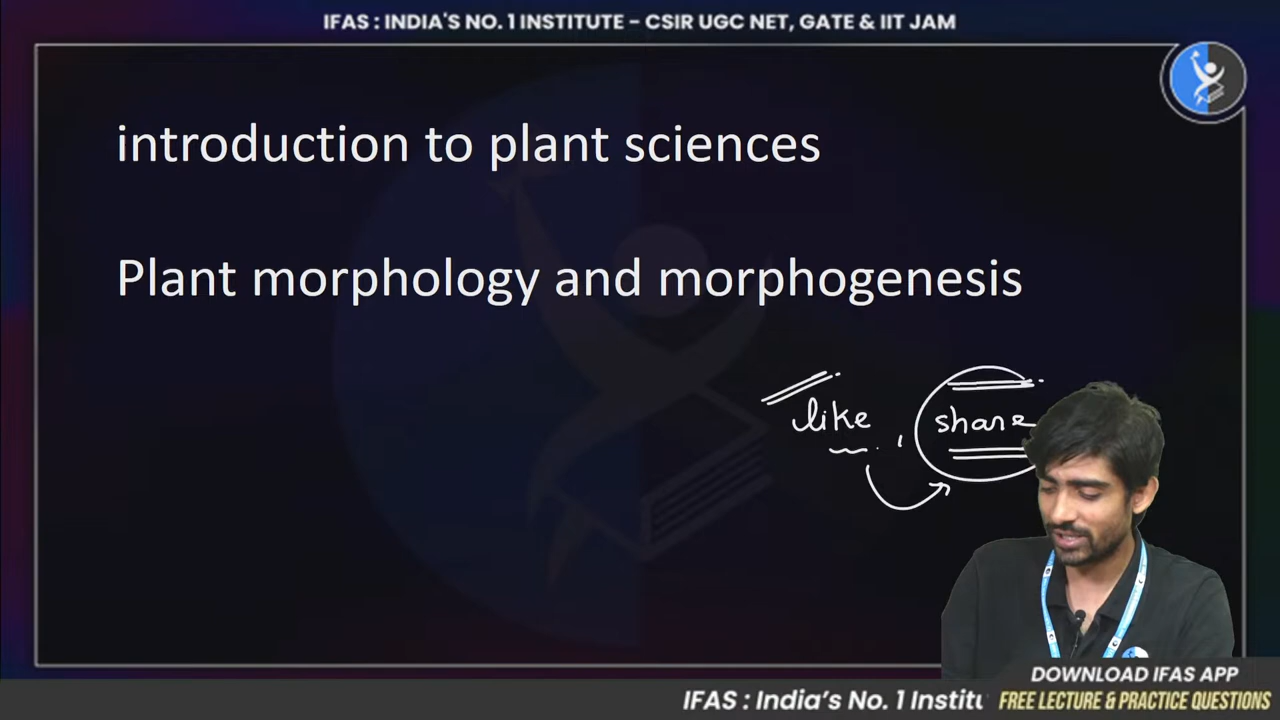 IFAS : INDIA'S NO. 1 INSTITUTE - CSIR UGC NET, GATE & IIT JAM
introduction to plant sciences
Plant morphology and morphogenesis
like , share
DOWNLOAD IFAS APP
IFAS : India's No. 1 Institu FREE LECTURE & PRACTICE QUESTIONS